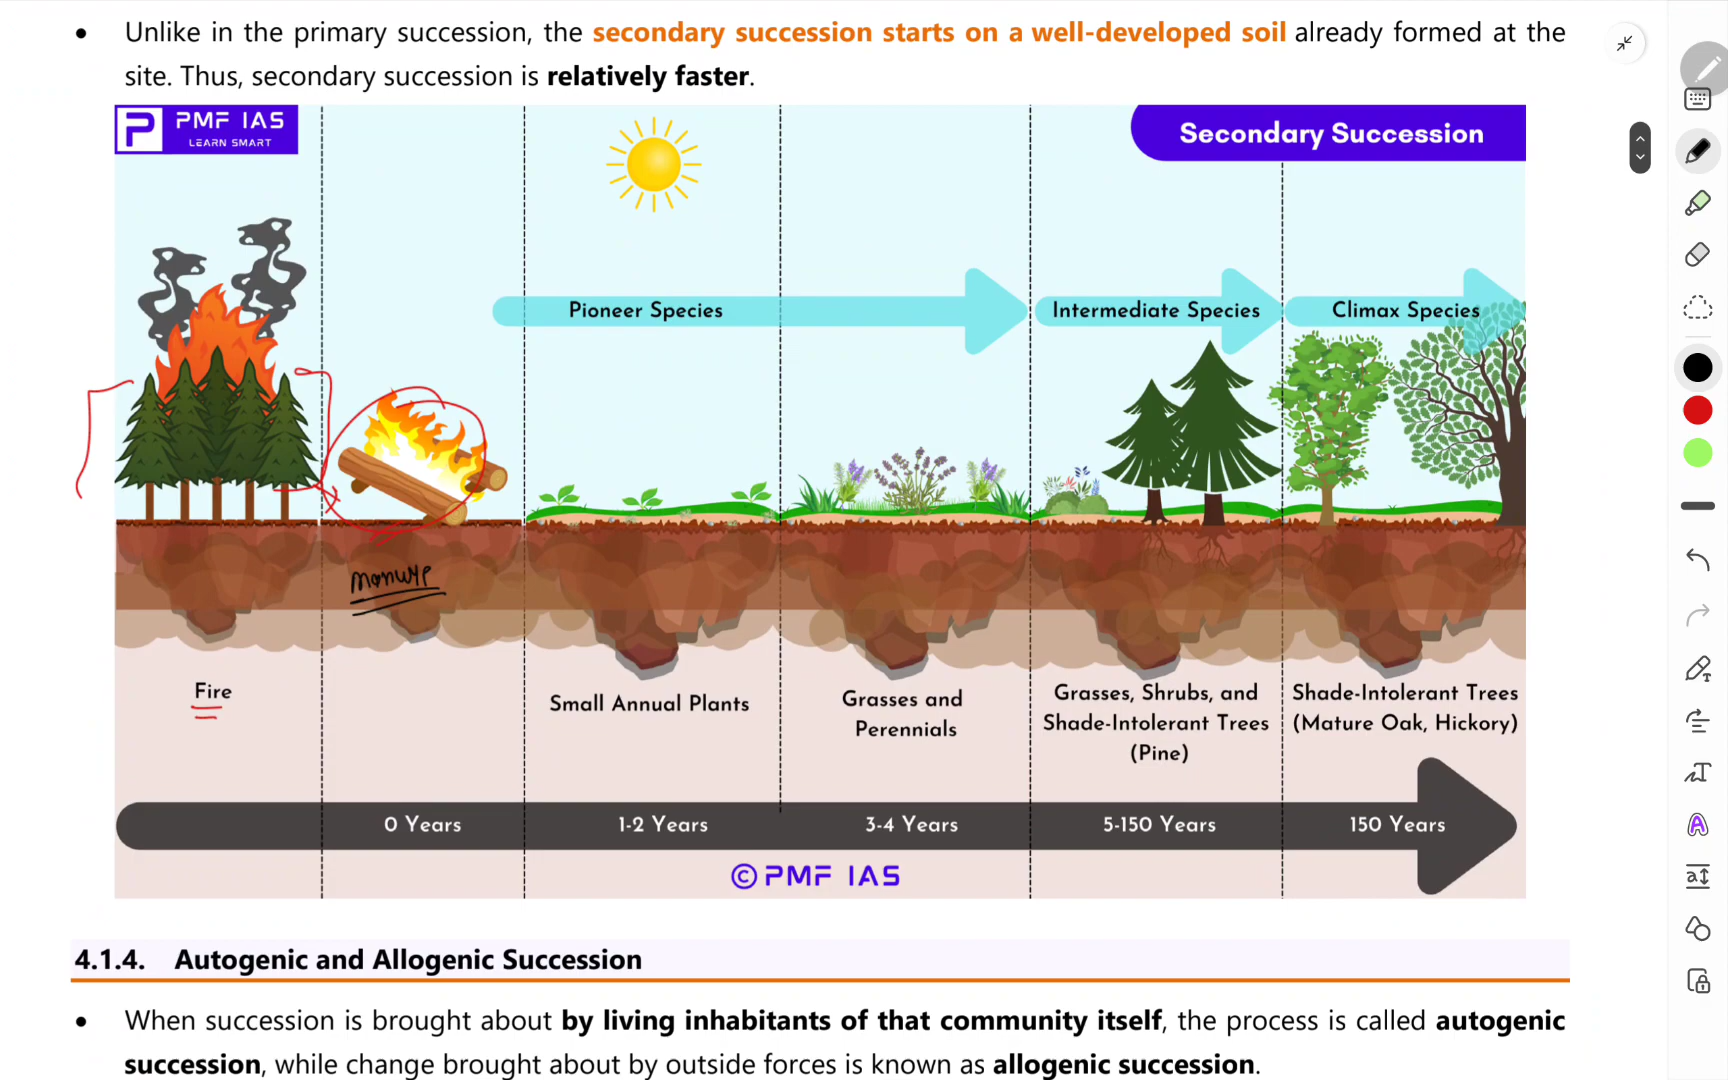 • Unlike in the primary succession, the secondary succession starts on a well-developed soil already formed at the
site. Thus, secondary succession is relatively faster.
PMF IAS
LEARN SMART
Secondary Succession
Pioneer Species
Intermediate Species
Climax Species
manure
Fire
Small Annual Plants
Grasses and
Perennials
Grasses, Shrubs, and
Shade-Intolerant Trees
(Pine)
Shade-Intolerant Trees
(Mature Oak, Hickory)
0 Years
1-2 Years
3-4 Years
5-150 Years
150 Years
© PMF IAS
4.1.4. Autogenic and Allogenic Succession
• When succession is brought about by living inhabitants of that community itself, the process is called autogenic
succession, while change brought about by outside forces is known as allogenic succession.